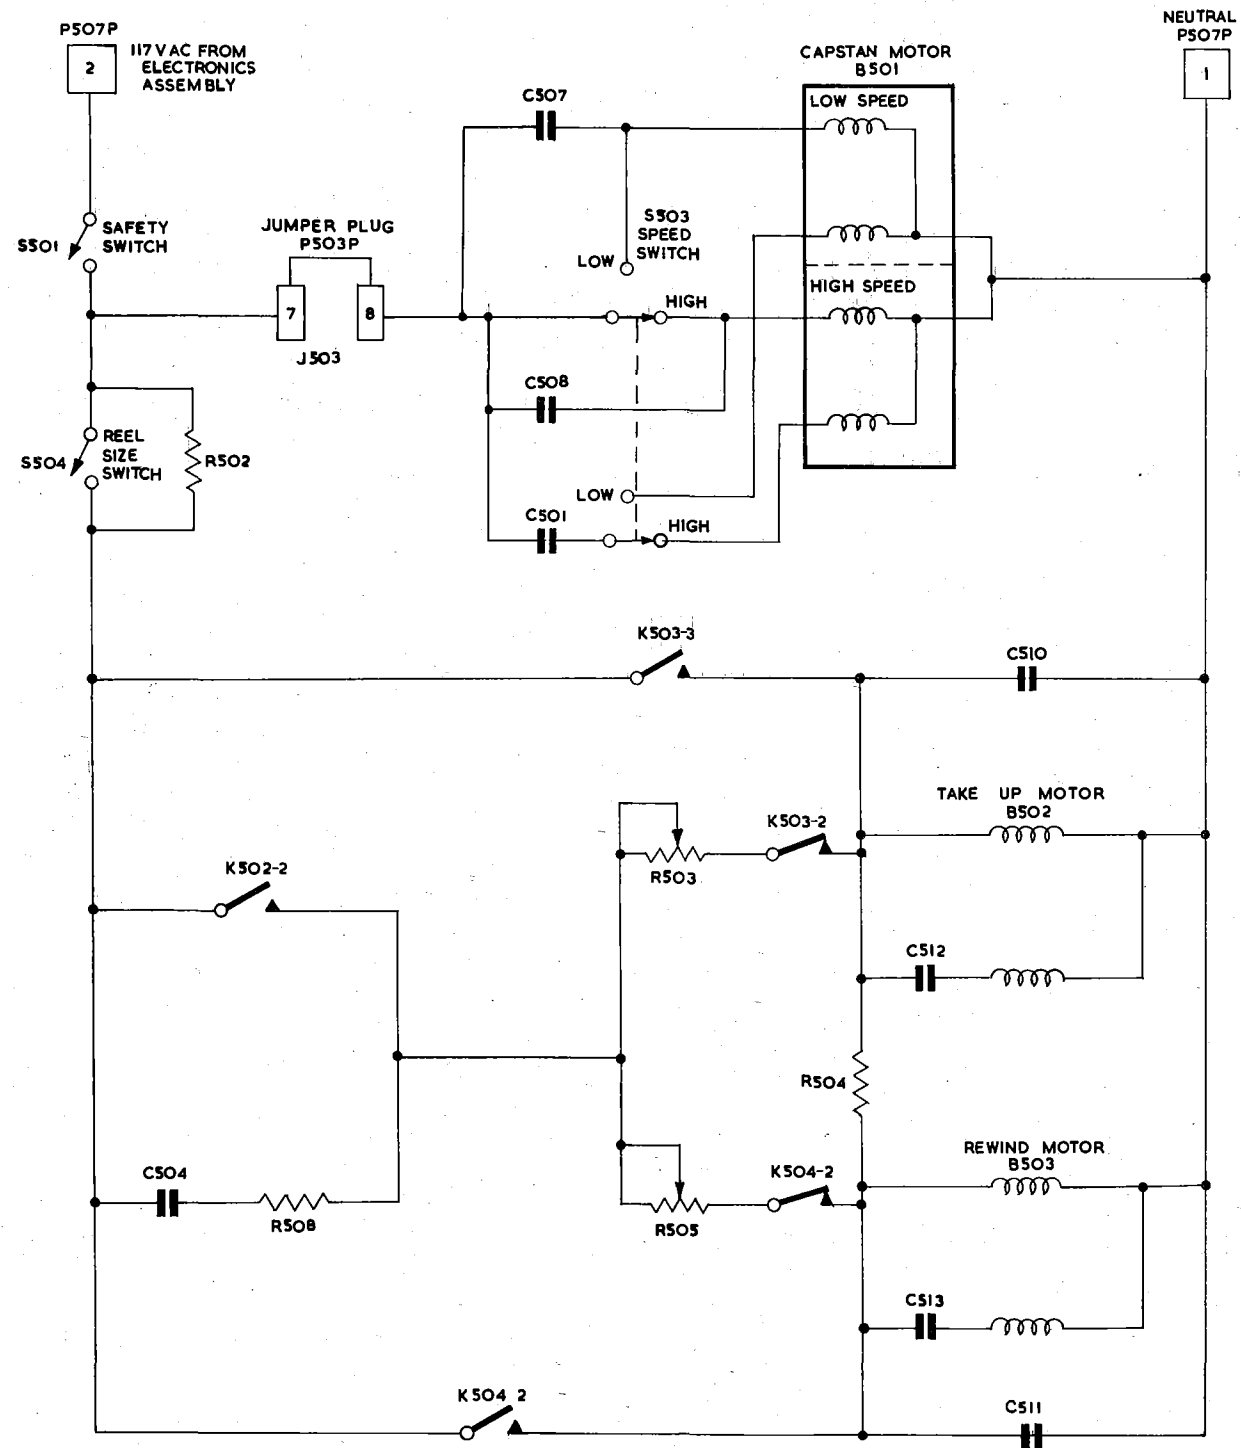 P507P
2
117 V AC FROM
ELECTRONICS
ASSEMBLY
NEUTRAL
P507P
1
CAPSTAN MOTOR
B501
LOW SPEED
C507
S501
SAFETY
SWITCH
JUMPER PLUG
P503P
7
8
J503
S503
SPEED
SWITCH
LOW
HIGH
HIGH SPEED
C508
S504
REEL
SIZE
SWITCH
R502
LOW
C501
HIGH
K503-3
C510
TAKE UP MOTOR
B502
K503-2
R503
K502-2
C512
R504
REWIND MOTOR
B503
C504
R508
K504-2
R505
C513
K504 2
C511